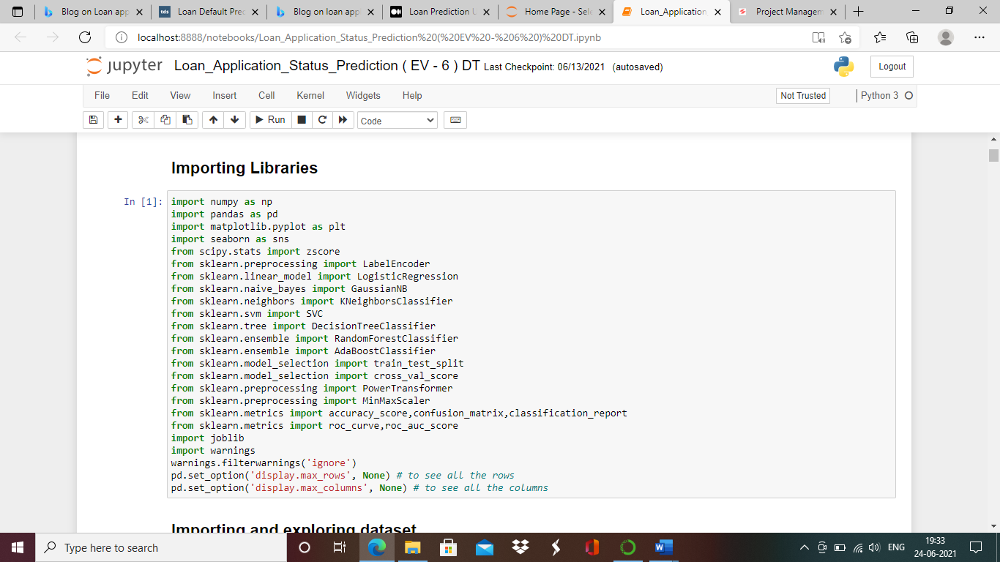 Blog on Loan app
Loan Default Pred
Blog on loan app
Loan Prediction U
Home Page - Sele
Loan_Application
Project Managem
localhost:8888/notebooks/Loan_Application_Status_Prediction%20(%20EV%20-%206%20)%20DT.ipynb
jupyter Loan_Application_Status_Prediction ( EV - 6 ) DT Last Checkpoint: 06/13/2021 (autosaved)
Logout
File Edit View Insert Cell Kernel Widgets Help
Not Trusted
Python 3
Run
Code
Importing Libraries
In [1]:
import numpy as np
import pandas as pd
import matplotlib.pyplot as plt
import seaborn as sns
from scipy.stats import zscore
from sklearn.preprocessing import LabelEncoder
from sklearn.linear_model import LogisticRegression
from sklearn.naive_bayes import GaussianNB
from sklearn.neighbors import KNeighborsClassifier
from sklearn.svm import SVC
from sklearn.tree import DecisionTreeClassifier
from sklearn.ensemble import RandomForestClassifier
from sklearn.ensemble import AdaBoostClassifier
from sklearn.model_selection import train_test_split
from sklearn.model_selection import cross_val_score
from sklearn.preprocessing import PowerTransformer
from sklearn.preprocessing import MinMaxScaler
from sklearn.metrics import accuracy_score,confusion_matrix,classification_report
from sklearn.metrics import roc_curve,roc_auc_score
import joblib
import warnings
warnings.filterwarnings('ignore')
pd.set_option('display.max_rows', None) # to see all the rows
pd.set_option('display.max_columns', None) # to see all the columns
Importing and exploring dataset
Type here to search
ENG
19:33
24-06-2021